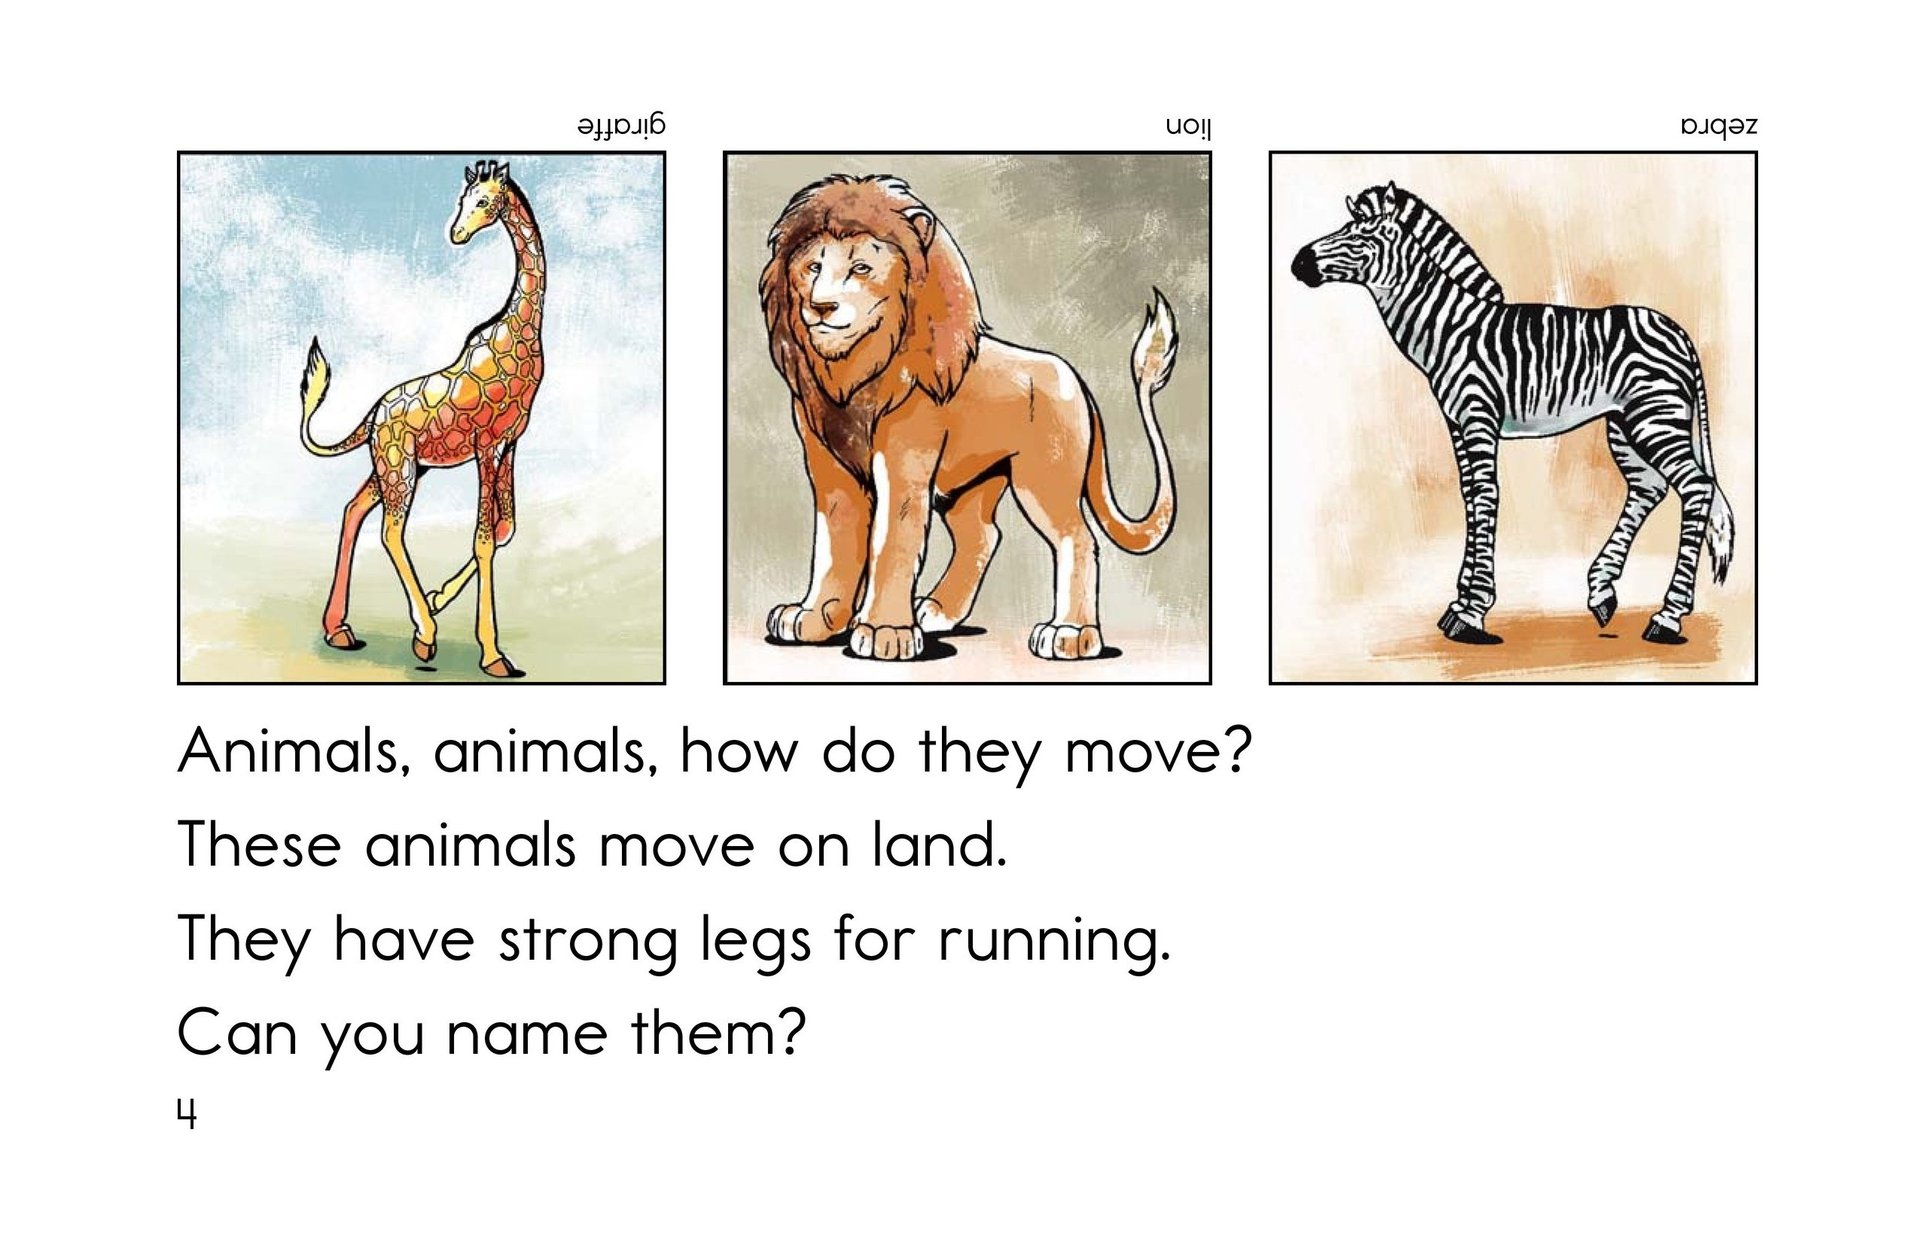 giraffe
lion
zebra
Animals, animals, how do they move?
These animals move on land.
They have strong legs for running.
Can you name them?
4